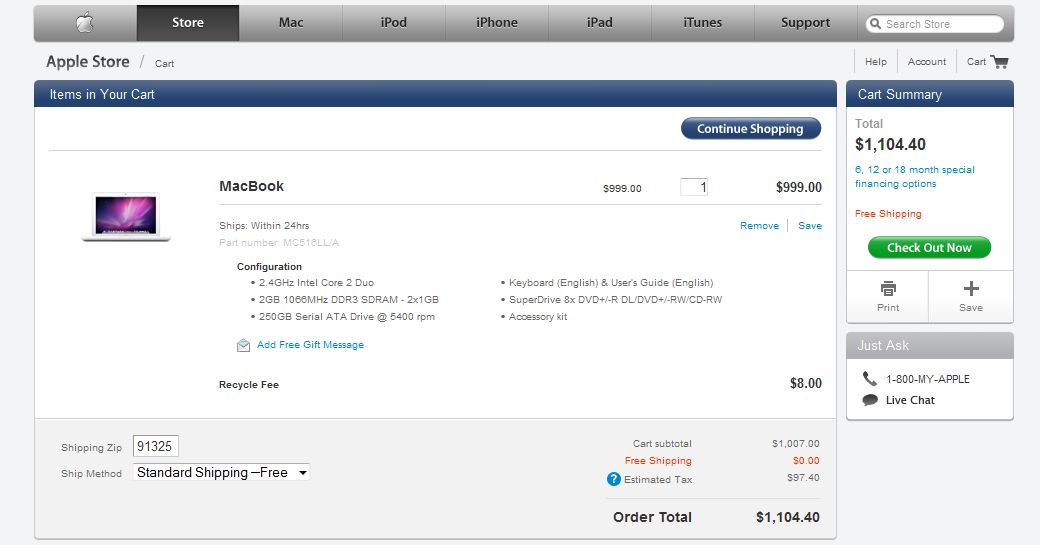 Store
Mac
iPod
iPhone
iPad
iTunes
Support
Search Store
Apple Store / Cart
Help
Account
Cart
Items in Your Cart
Continue Shopping
MacBook $999.00 1 $999.00
Ships: Within 24hrs Remove Save
Part number MC516LL/A
Configuration
• 2.4GHz Intel Core 2 Duo
• 2GB 1066MHz DDR3 SDRAM - 2x1GB
• 250GB Serial ATA Drive @ 5400 rpm
• Keyboard (English) & User's Guide (English)
• SuperDrive 8x DVD+/-R DL/DVD+/-RW/CD-RW
• Accessory kit
Add Free Gift Message
Recycle Fee $8.00
Shipping Zip 91325
Ship Method Standard Shipping —Free
Cart subtotal $1,007.00
Free Shipping $0.00
? Estimated Tax $97.40
Order Total $1,104.40
Cart Summary
Total
$1,104.40
6, 12 or 18 month special
financing options
Free Shipping
Check Out Now
Print
Save
Just Ask
1-800-MY-APPLE
Live Chat